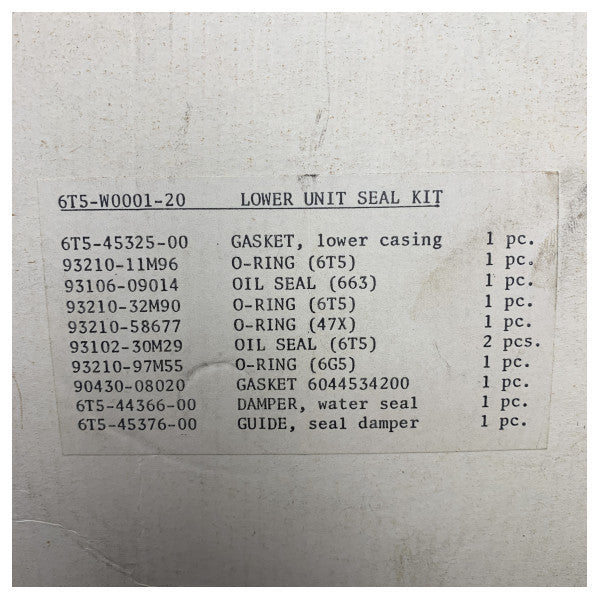 6T5-W0001-20 LOWER UNIT SEAL KIT
6T5-45325-00 GASKET, lower casing 1 pc.
93210-11M96 O-RING (6T5) 1 pc.
93106-09014 OIL SEAL (663) 1 pc.
93210-32M90 O-RING (6T5) 1 pc.
93210-58677 O-RING (47X) 1 pc.
93102-30M29 OIL SEAL (6T5) 2 pcs.
93210-97M55 O-RING (6G5) 1 pc.
90430-08020 GASKET 6044534200 1 pc.
6T5-44366-00 DAMPER, water seal 1 pc.
6T5-45376-00 GUIDE, seal damper 1 pc.